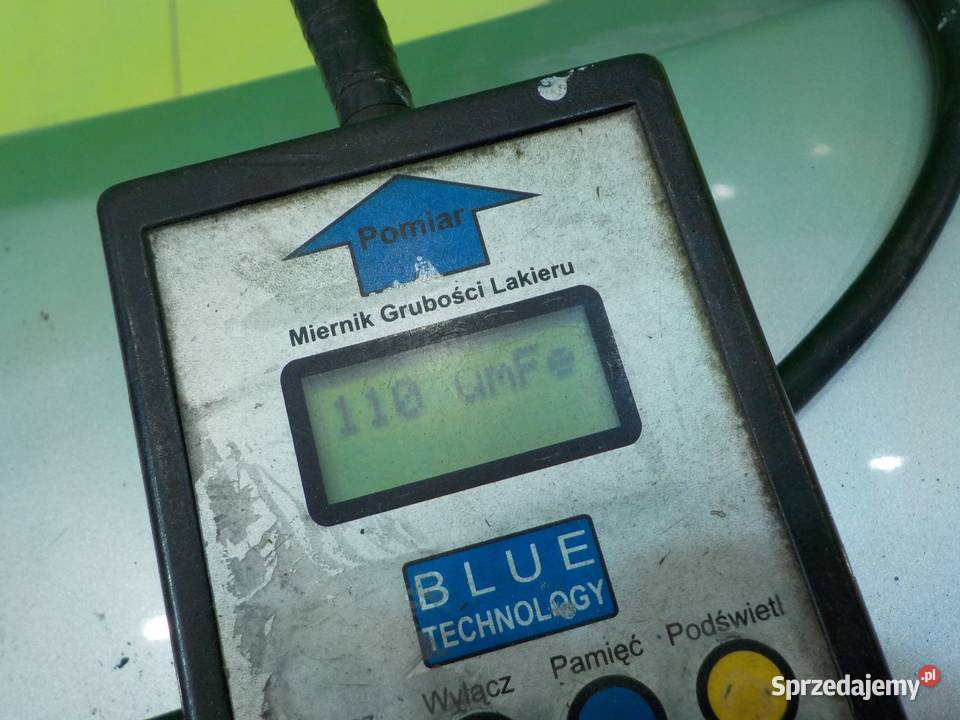 Pomiar
Miernik Grubości Lakieru
110 umFe
BLUE
TECHNOLOGY
Wyłącz Pamięć Podświetl
Sprzedajemy.pl